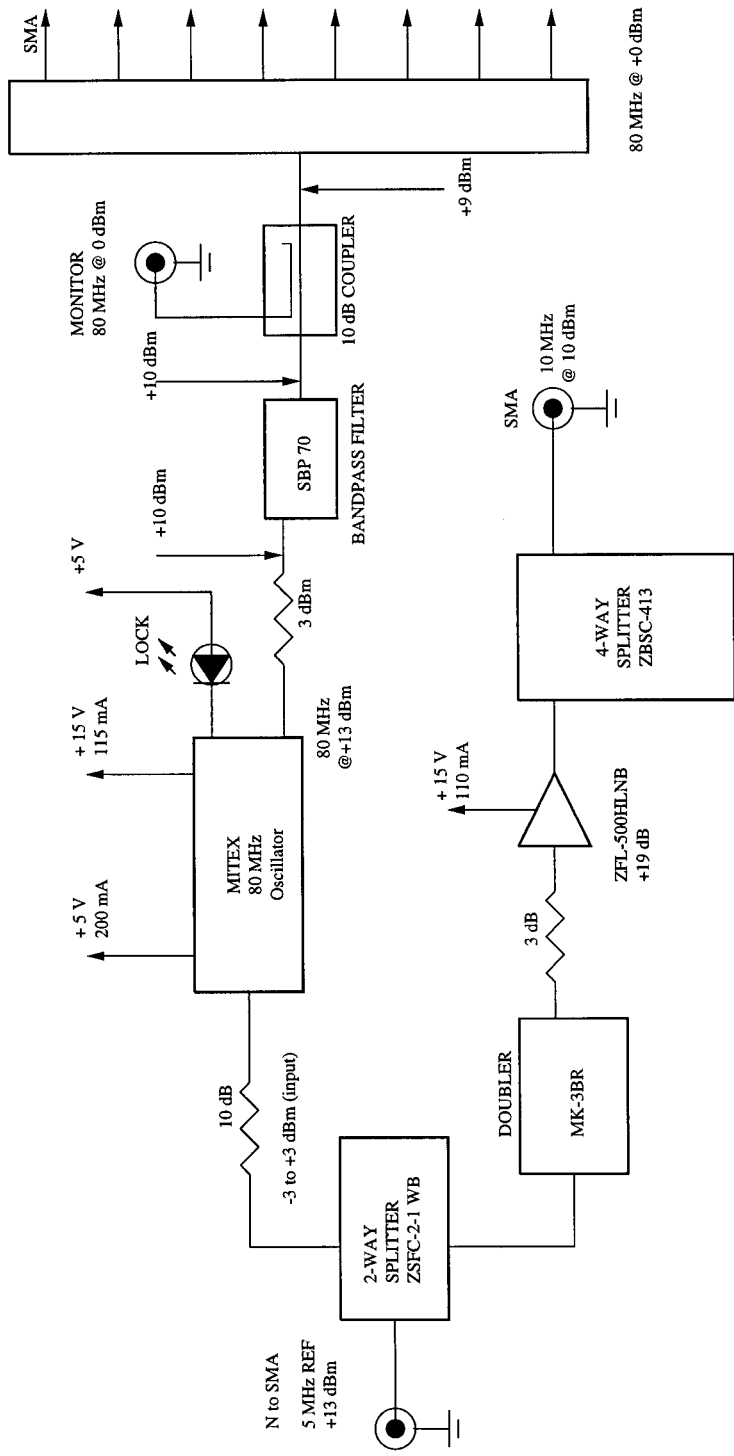 N to SMA
5 MHz REF
+13 dBm
2-WAY
SPLITTER
ZSFC-2-1 WB
10 dB
-3 to +3 dBm (input)
+ 5 V
200 mA
+ 15 V
115 mA
MITEX
80 MHz
Oscillator
LOCK
+5 V
80 MHz
@+13 dBm
3 dBm
+10 dBm
SBP 70
BANDPASS FILTER
+10 dBm
MONITOR
80 MHz @ 0 dBm
10 dB COUPLER
+9 dBm
SMA
80 MHz @ +0 dBm
DOUBLER
MK-3BR
3 dB
+ 15 V
110 mA
ZFL-500HLNB
+19 dB
4-WAY
SPLITTER
ZBSC-413
SMA
10 MHz
@ 10 dBm